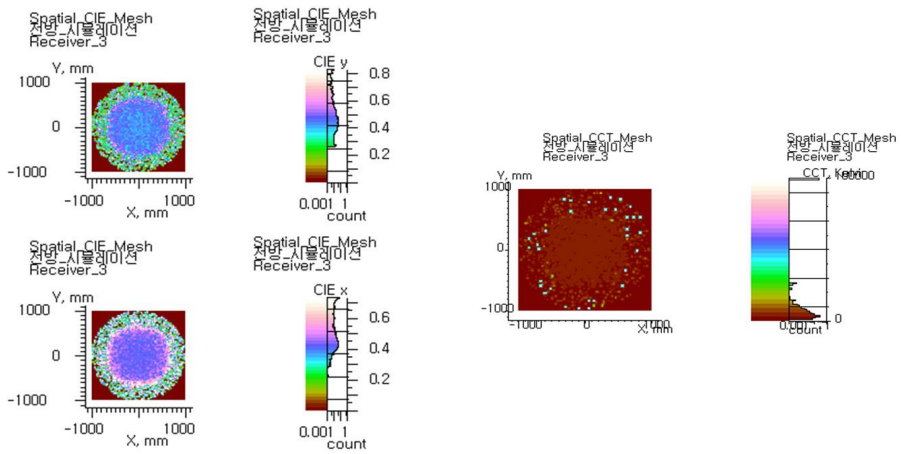 Spatial_CIE_Mesh
전방_시뮬레이션
Receiver_3
Y, mm
1000
0
-1000
-1000
1000
X, mm
Spatial_CIE_Mesh
전방_시뮬레이션
Receiver_3
CIE y
0.8
0.6
0.4
0.2
0.001 1
count
Spatial_CIE_Mesh
전방_시뮬레이션
Receiver_3
Y, mm
1000
0
-1000
-1000
1000
X, mm
Spatial_CIE_Mesh
전방_시뮬레이션
Receiver_3
CIE x
0.6
0.4
0.2
0.001 1
count
Spatial_CCT_Mesh
전방_시뮬레이션
Receiver_3
Y, mm
1000
0
-1000
-1000
0
1000
X, mm
Spatial_CCT_Mesh
전방_시뮬레이션
Receiver_3
CCT,
0
0.001 1
count